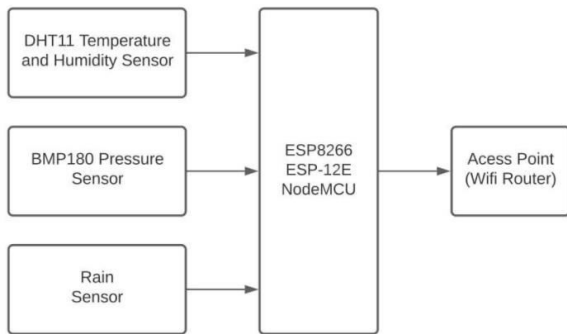 DHT11 Temperature
and Humidity Sensor
BMP180 Pressure
Sensor
Rain
Sensor
ESP8266
ESP-12E
NodeMCU
Acess Point
(Wifi Router)